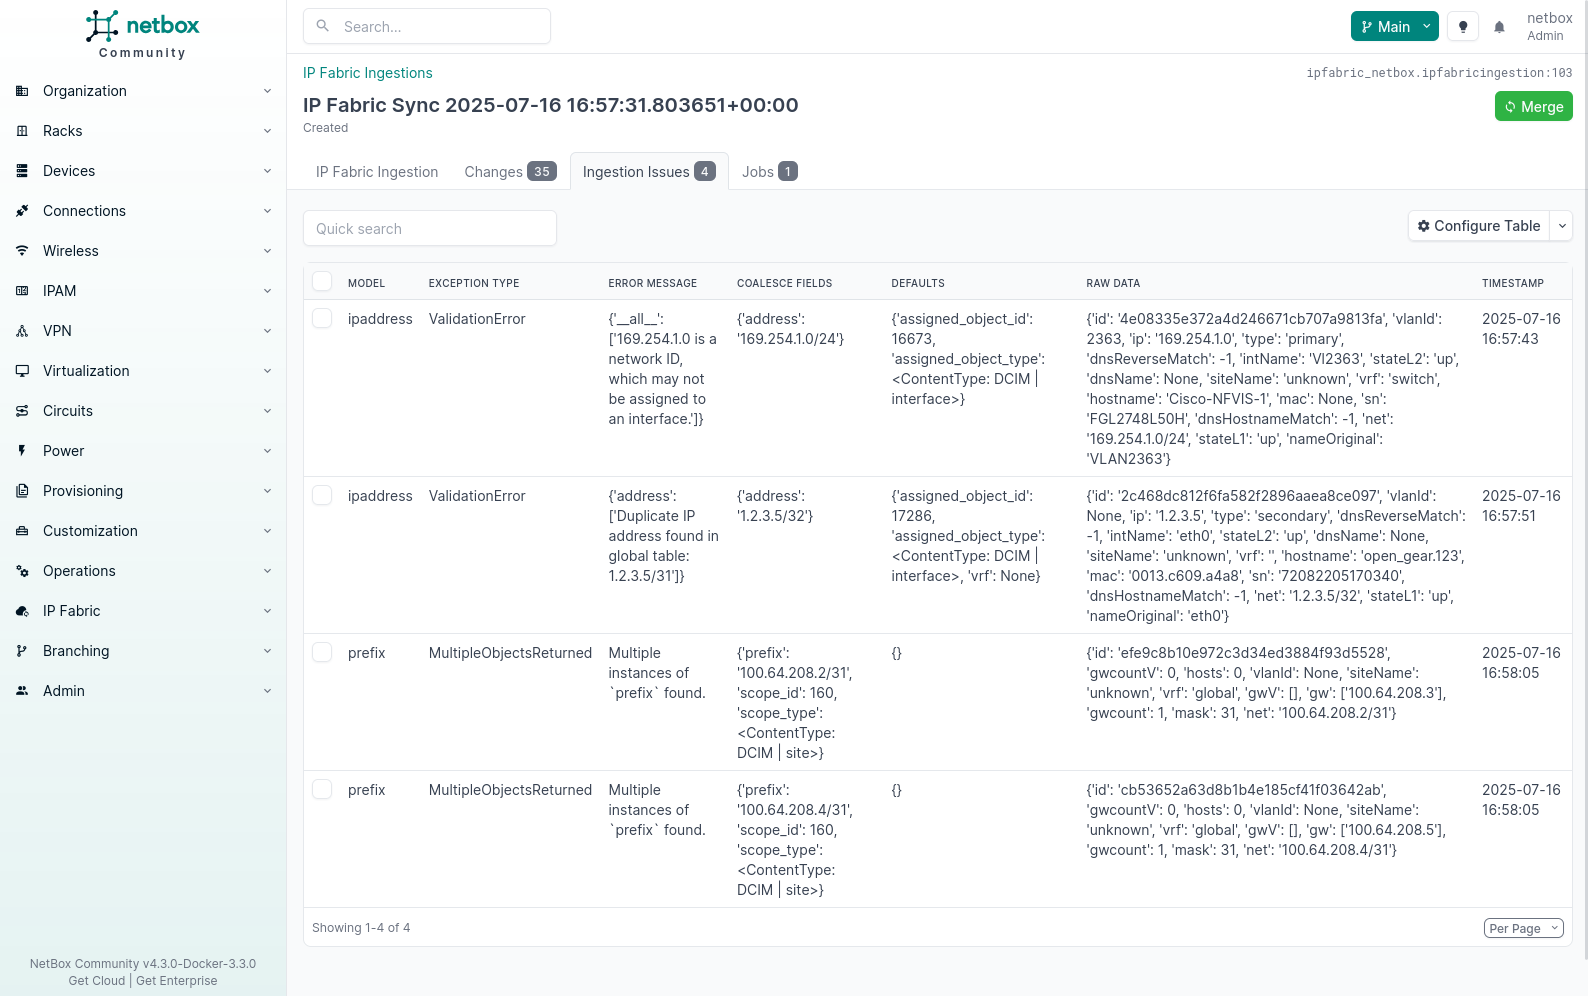 netbox
Community
Organization
Racks
Devices
Connections
Wireless
IPAM
VPN
Virtualization
Circuits
Power
Provisioning
Customization
Operations
IP Fabric
Branching
Admin
NetBox Community v4.3.0-Docker-3.3.0
Get Cloud | Get Enterprise
Search...
Main
netbox
Admin
IP Fabric Ingestions
ipfabric_netbox.ipfabricingestion:103
IP Fabric Sync 2025-07-16 16:57:31.803651+00:00
Merge
Created
IP Fabric Ingestion
Changes 35
Ingestion Issues 4
Jobs 1
Quick search
Configure Table
MODEL EXCEPTION TYPE ERROR MESSAGE COALESCE FIELDS DEFAULTS RAW DATA TIMESTAMP
ipaddress
ValidationError
{'__all__':
['169.254.1.0 is a
network ID,
which may not
be assigned to
an interface.']}
{'address':
'169.254.1.0/24'}
{'assigned_object_id':
16673,
'assigned_object_type':
<ContentType: DCIM |
interface>}
{'id': '4e08335e372a4d246671cb707a9813fa', 'vlanId':
2363, 'ip': '169.254.1.0', 'type': 'primary',
'dnsReverseMatch': -1, 'intName': 'Vl2363', 'stateL2': 'up',
'dnsName': None, 'siteName': 'unknown', 'vrf': 'switch',
'hostname': 'Cisco-NFVIS-1', 'mac': None, 'sn':
'FGL2748L50H', 'dnsHostnameMatch': -1, 'net':
'169.254.1.0/24', 'stateL1': 'up', 'nameOriginal':
'VLAN2363'}
2025-07-16
16:57:43
ipaddress
ValidationError
{'address':
['Duplicate IP
address found in
global table:
1.2.3.5/31']}
{'address':
'1.2.3.5/32'}
{'assigned_object_id':
17286,
'assigned_object_type':
<ContentType: DCIM |
interface>, 'vrf': None}
{'id': '2c468dc812f6fa582f2896aaea8ce097', 'vlanId':
None, 'ip': '1.2.3.5', 'type': 'secondary', 'dnsReverseMatch':
-1, 'intName': 'eth0', 'stateL2': 'up', 'dnsName': None,
'siteName': 'unknown', 'vrf': '', 'hostname': 'open_gear.123',
'mac': '0013.c609.a4a8', 'sn': '72082205170340',
'dnsHostnameMatch': -1, 'net': '1.2.3.5/32', 'stateL1': 'up',
'nameOriginal': 'eth0'}
2025-07-16
16:57:51
prefix
MultipleObjectsReturned
Multiple
instances of
`prefix` found.
{'prefix':
'100.64.208.2/31',
'scope_id': 160,
'scope_type':
<ContentType:
DCIM | site>}
{}
{'id': 'efe9c8b10e972c3d34ed3884f93d5528',
'gwcountV': 0, 'hosts': 0, 'vlanId': None, 'siteName':
'unknown', 'vrf': 'global', 'gwV': [], 'gw': ['100.64.208.3'],
'gwcount': 1, 'mask': 31, 'net': '100.64.208.2/31'}
2025-07-16
16:58:05
prefix
MultipleObjectsReturned
Multiple
instances of
`prefix` found.
{'prefix':
'100.64.208.4/31',
'scope_id': 160,
'scope_type':
<ContentType:
DCIM | site>}
{}
{'id': 'cb53652a63d8b1b4e185cf41f03642ab',
'gwcountV': 0, 'hosts': 0, 'vlanId': None, 'siteName':
'unknown', 'vrf': 'global', 'gwV': [], 'gw': ['100.64.208.5'],
'gwcount': 1, 'mask': 31, 'net': '100.64.208.4/31'}
2025-07-16
16:58:05
Showing 1-4 of 4
Per Page